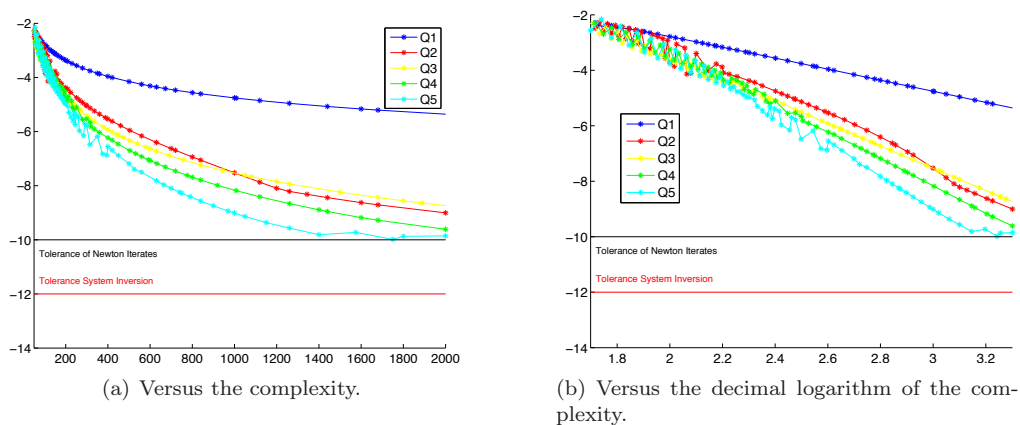 −2
−4
−6
−8
−10
−12
−14
200 400 600 800 1000 1200 1400 1600 1800 2000
Q1
Q2
Q3
Q4
Q5
Tolerance of Newton Iterates
Tolerance System Inversion
(a) Versus the complexity.
−2
−4
−6
−8
−10
−12
−14
1.8 2 2.2 2.4 2.6 2.8 3 3.2
Q1
Q2
Q3
Q4
Q5
Tolerance of Newton Iterates
Tolerance System Inversion
(b) Versus the decimal logarithm of the com-
plexity.